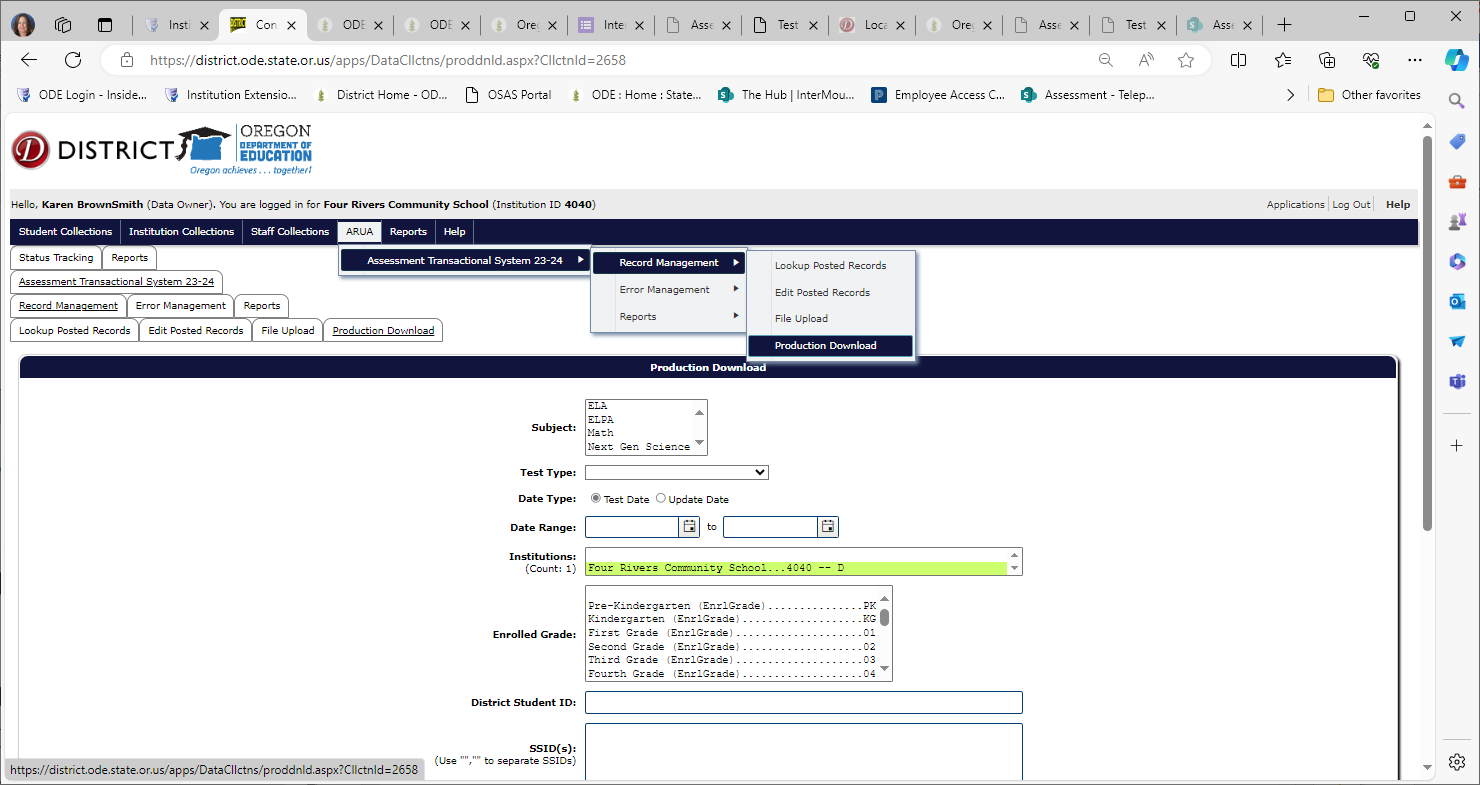 Insti
Con
ODE
ODE
Oreg
Inter
Asse
Test
Loca
Oreg
Asse
Test
Asse
https://district.ode.state.or.us/apps/DataCllctns/proddnld.aspx?CllctnId=2658
ODE Login - Inside...
Institution Extensio...
District Home - OD...
OSAS Portal
ODE : Home : State...
The Hub | InterMou...
Employee Access C...
Assessment - Telep...
Other favorites
D DISTRICT
OREGON
DEPARTMENT OF
EDUCATION
Oregon achieves . . . together!
Hello, Karen BrownSmith (Data Owner). You are logged in for Four Rivers Community School (Institution ID 4040)
Applications | Log Out | Help
Student Collections
Institution Collections
Staff Collections
ARUA
Reports
Help
Status Tracking
Reports
Assessment Transactional System 23-24
Record Management
Error Management
Reports
Lookup Posted Records
Edit Posted Records
File Upload
Production Download
Assessment Transactional System 23-24
Record Management
Error Management
Reports
Lookup Posted Records
Edit Posted Records
File Upload
Production Download
Production Download
Subject:
ELA
ELPA
Math
Next Gen Science
Test Type:
Date Type:
Test Date
Update Date
Date Range:
to
Institutions:
(Count: 1)
Four Rivers Community School...4040 -- D
Enrolled Grade:
Pre-Kindergarten (EnrlGrade)...............PK
Kindergarten (EnrlGrade)...................KG
First Grade (EnrlGrade)....................01
Second Grade (EnrlGrade)...................02
Third Grade (EnrlGrade)....................03
Fourth Grade (EnrlGrade)...................04
District Student ID:
SSID(s):
(Use "","" to separate SSIDs)
https://district.ode.state.or.us/apps/DataCllctns/proddnld.aspx?CllctnId=2658